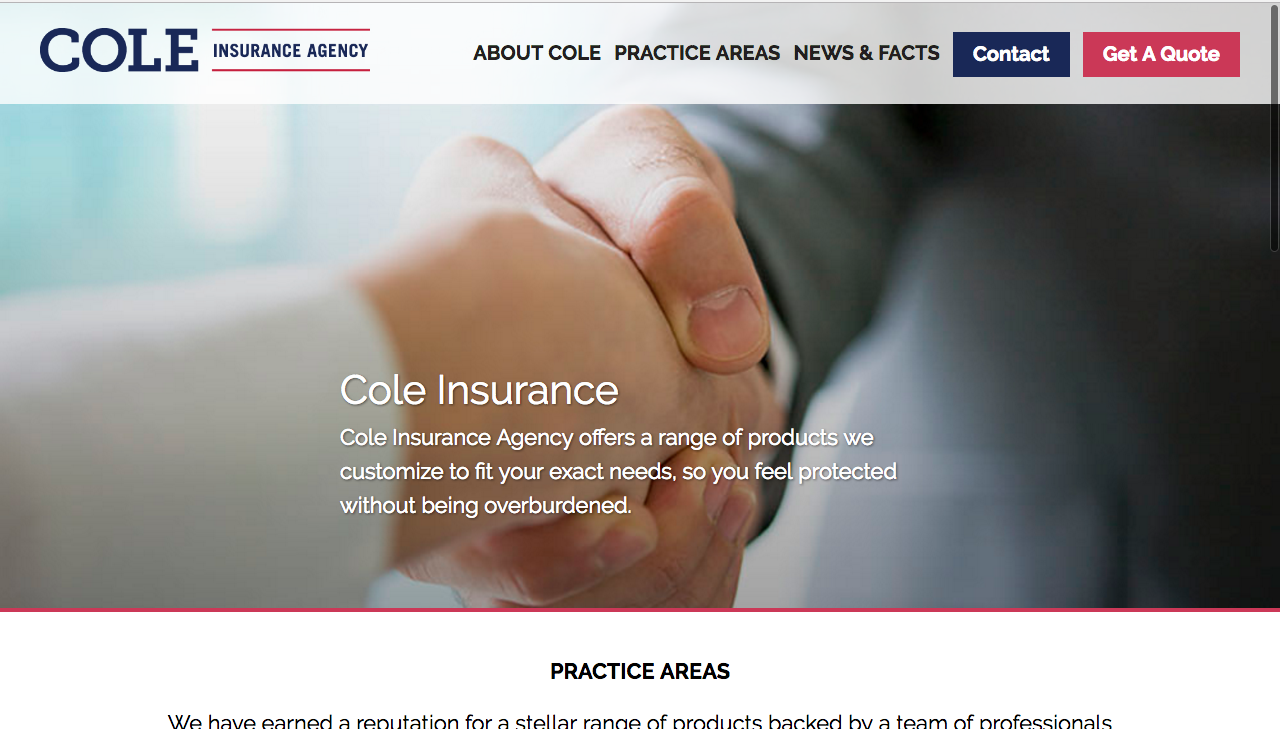 COLE INSURANCE AGENCY
ABOUT COLE PRACTICE AREAS NEWS & FACTS Contact Get A Quote
Cole Insurance
Cole Insurance Agency offers a range of products we
customize to fit your exact needs, so you feel protected
without being overburdened.
PRACTICE AREAS
We have earned a reputation for a stellar range of products backed by a team of professionals